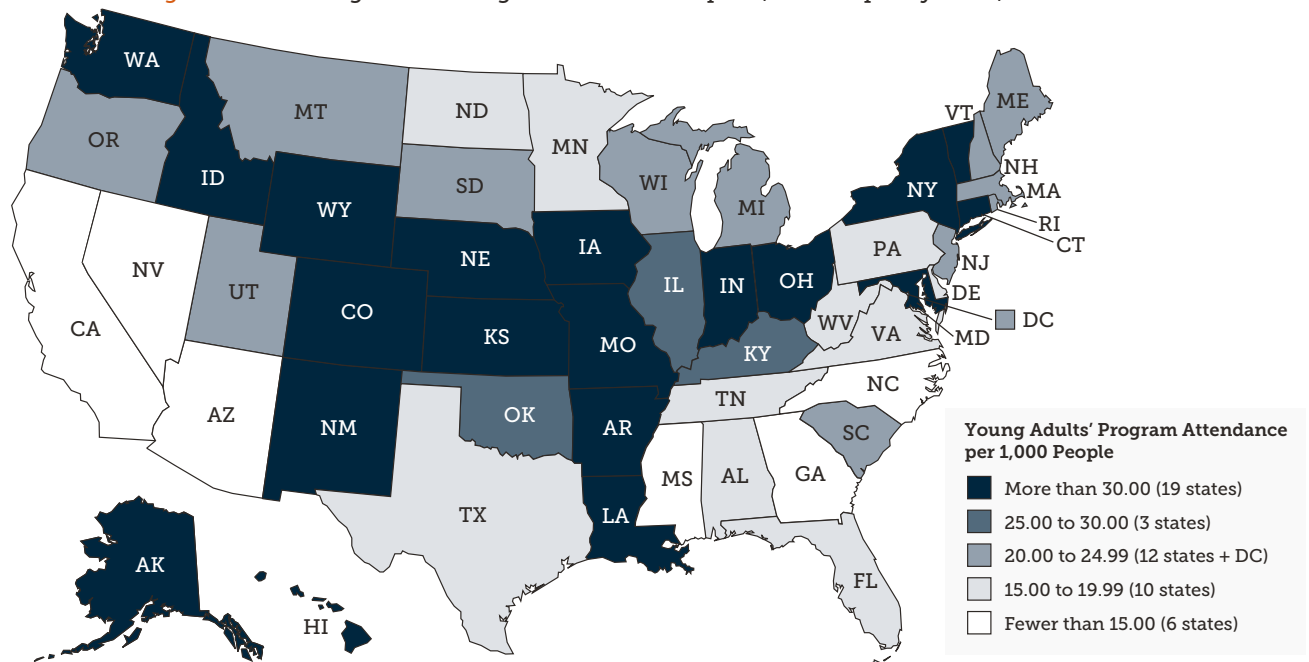 WA
MT
ND
MN
OR
ID
SD
WI
MI
VT
ME
NH
MA
NY
RI
CT
WY
NE
IA
PA
NJ
NV
UT
CO
IL
IN
OH
DE
DC
MD
WV
VA
CA
KS
MO
KY
NC
AZ
NM
OK
AR
TN
SC
MS
AL
GA
TX
LA
FL
AK
HI
Young Adults’ Program Attendance
per 1,000 People
More than 30.00 (19 states)
25.00 to 30.00 (3 states)
20.00 to 24.99 (12 states + DC)
15.00 to 19.99 (10 states)
Fewer than 15.00 (6 states)